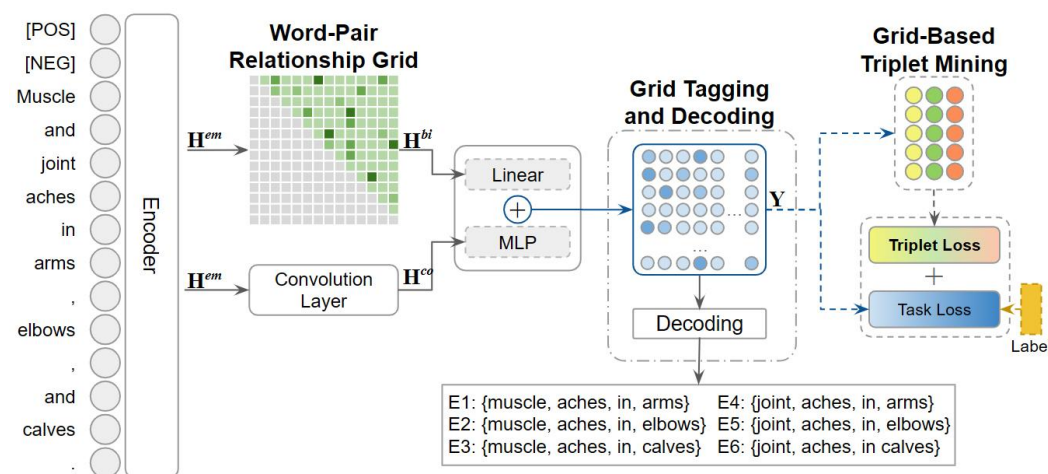 [POS]
[NEG]
Muscle
and
joint
aches
in
arms
,
elbows
,
and
calves
.
Encoder
H^em
H^em
Word-Pair
Relationship Grid
Convolution
Layer
H^bi
H^co
Linear
+
MLP
Grid Tagging
and Decoding
...
...
Y
Decoding
E1: {muscle, aches, in, arms} E4: {joint, aches, in, arms}
E2: {muscle, aches, in, elbows} E5: {joint, aches, in, elbows}
E3: {muscle, aches, in, calves} E6: {joint, aches, in calves}
Grid-Based
Triplet Mining
Triplet Loss
+
Task Loss
Labe